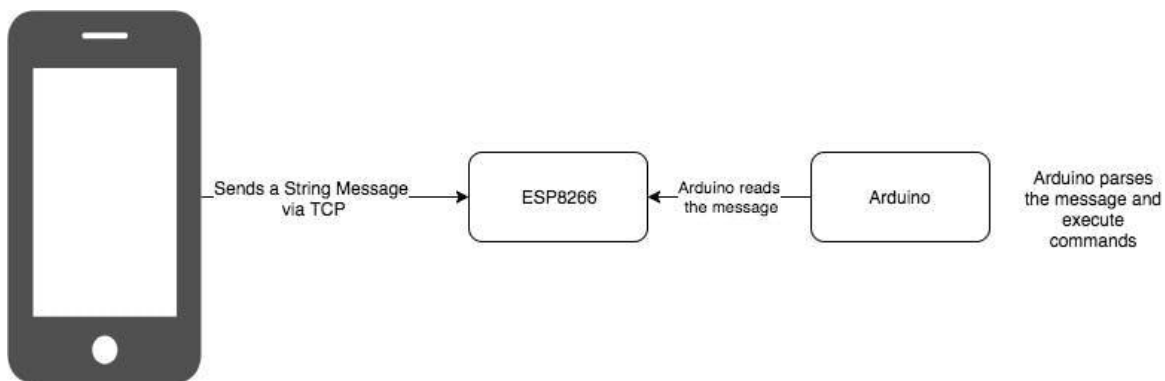 Sends a String Message
via TCP
ESP8266
Arduino reads
the message
Arduino
Arduino parses
the message and
execute
commands